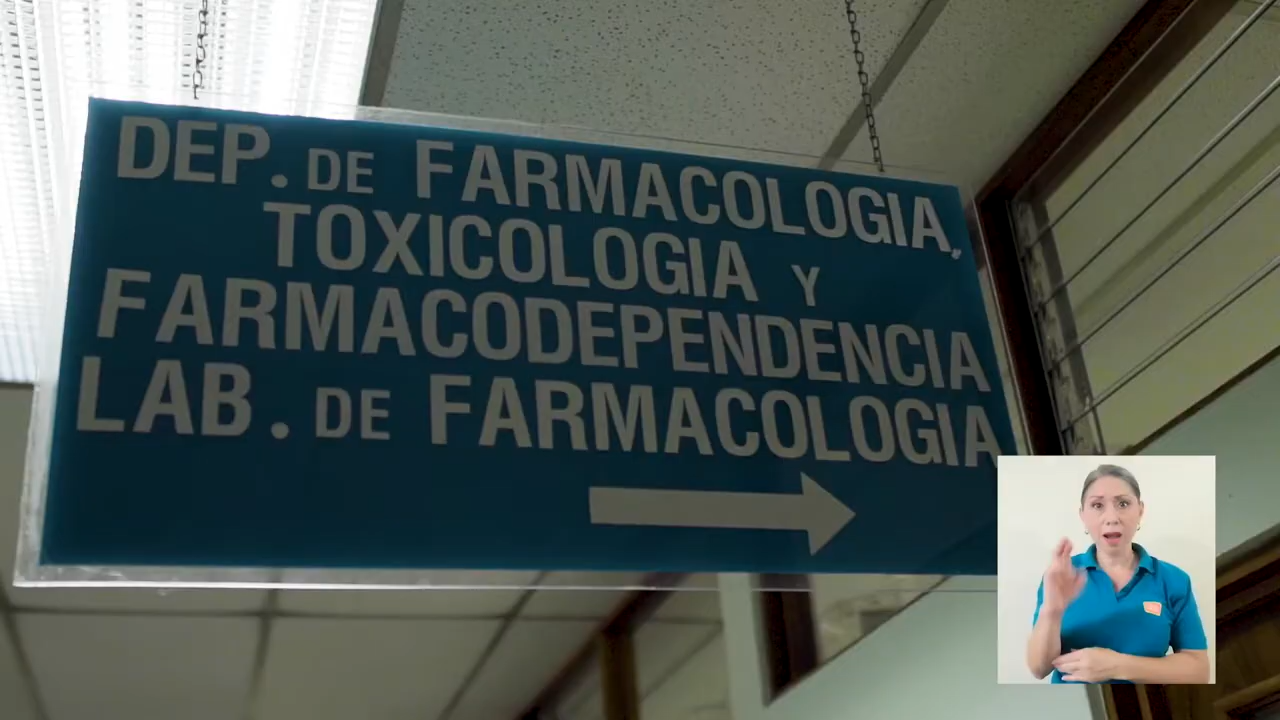 DEP. DE FARMACOLOGIA,
TOXICOLOGIA Y
FARMACODEPENDENCIA
LAB. DE FARMACOLOGIA